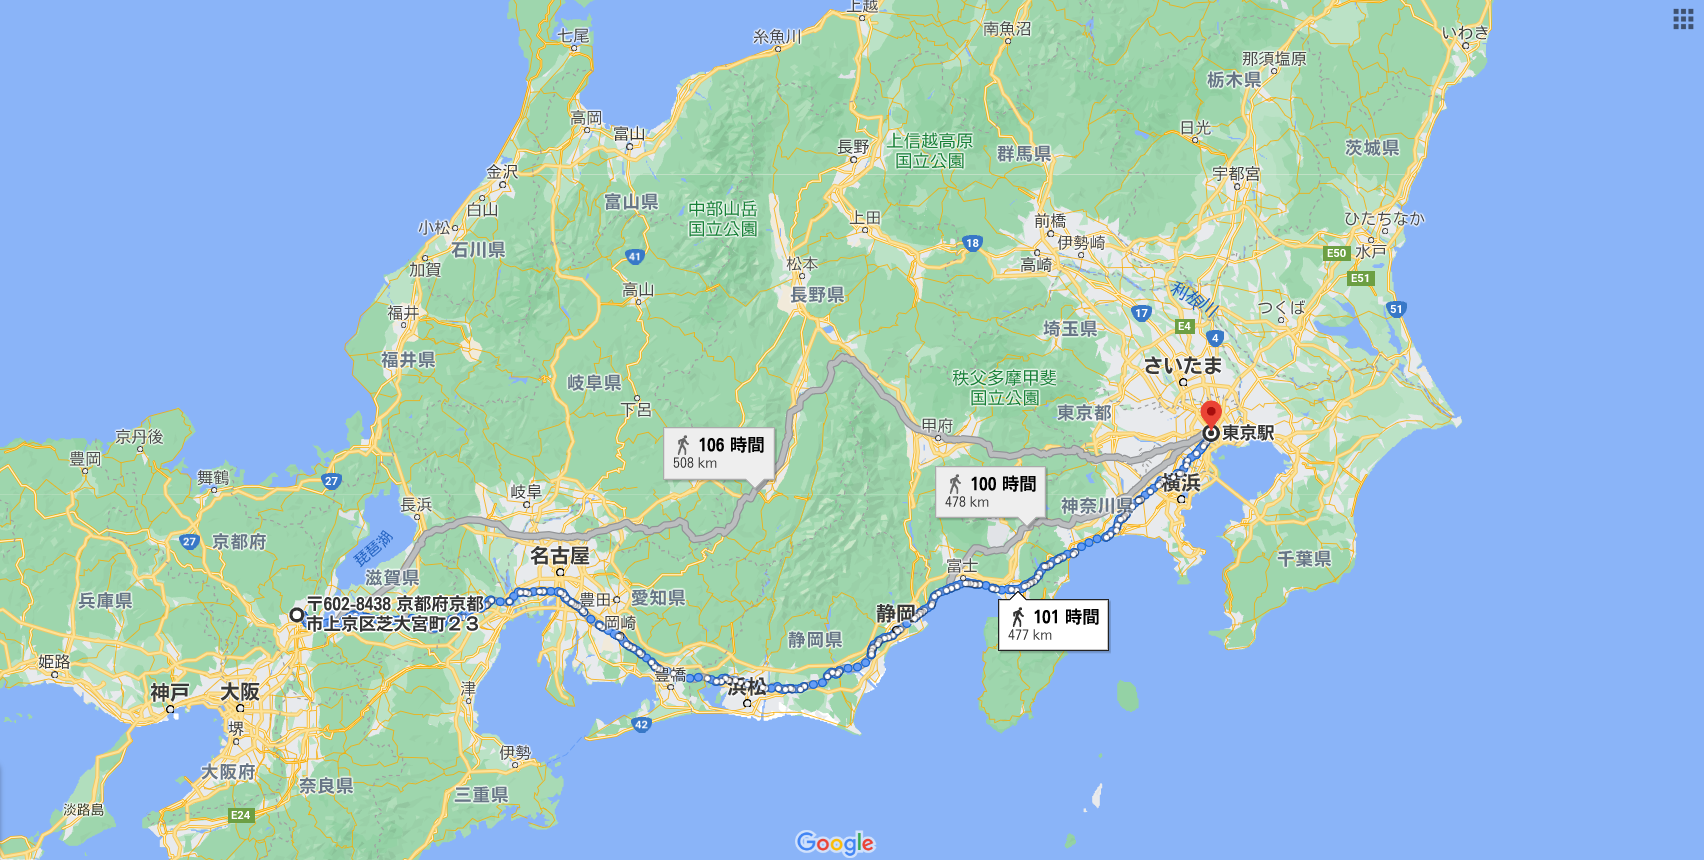 上越
南魚沼
七尾
糸魚川
いわき
那須塩原
栃木県
高岡
富山
長野
上信越高原
国立公園
群馬県
日光
茨城県
金沢
宇都宮
白山
富山県
中部山岳
国立公園
上田
前橋
ひたちなか
小松
石川県
41
18
伊勢崎
E50
水戸
加賀
松本
高崎
E51
高山
長野県
利根川
つくば
51
福井
17
E4
埼玉県
4
福井県
さいたま
岐阜県
秩父多摩甲斐
国立公園
下呂
東京都
京丹後
甲府
東京駅
豊岡
106 時間
508 km
舞鶴
27
100 時間
478 km
横浜
長浜
岐阜
神奈川県
27
京都府
琵琶湖
名古屋
千葉県
滋賀県
富士
兵庫県
〒602-8438 京都府京都
市上京区芝大宮町２３
豊田
愛知県
静岡
101 時間
477 km
岡崎
静岡県
姫路
豊橋
浜松
神戸
大阪
津
堺
42
伊勢
大阪府
奈良県
三重県
淡路島
E24
Google